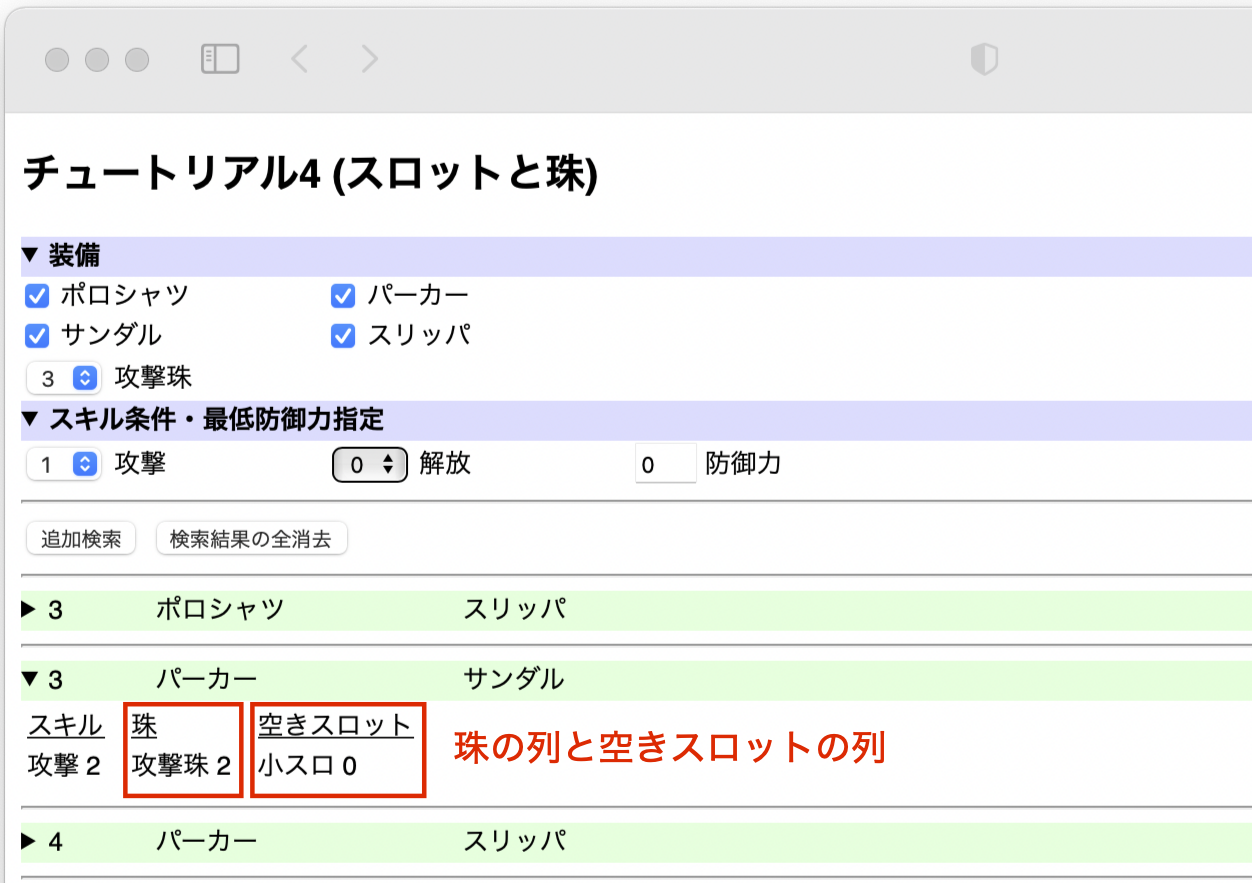 チュートリアル4 (スロットと珠)
▼ 装備
ポロシャツ パーカー
サンダル スリッパ
3 攻撃珠
▼ スキル条件・最低防御力指定
1 攻撃 0 解放 0 防御力
追加検索 検索結果の全消去
▶ 3 ポロシャツ スリッパ
▼ 3 パーカー サンダル
スキル 珠 空きスロット
攻撃 2 攻撃珠 2 小スロ 0
珠の列と空きスロットの列
▶ 4 パーカー スリッパ